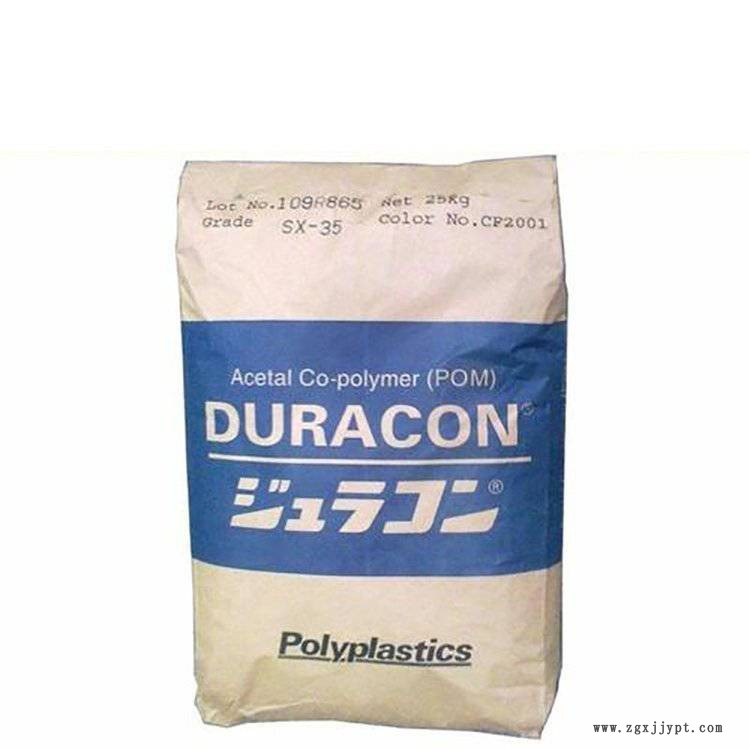 Lot No.109R865 Net 25Kg
Grade SX-35 Color No.CF2001
Acetal Co-polymer (POM)
DURACON®
ジュラコン®
Polyplastics
www.zgxjjypt.com